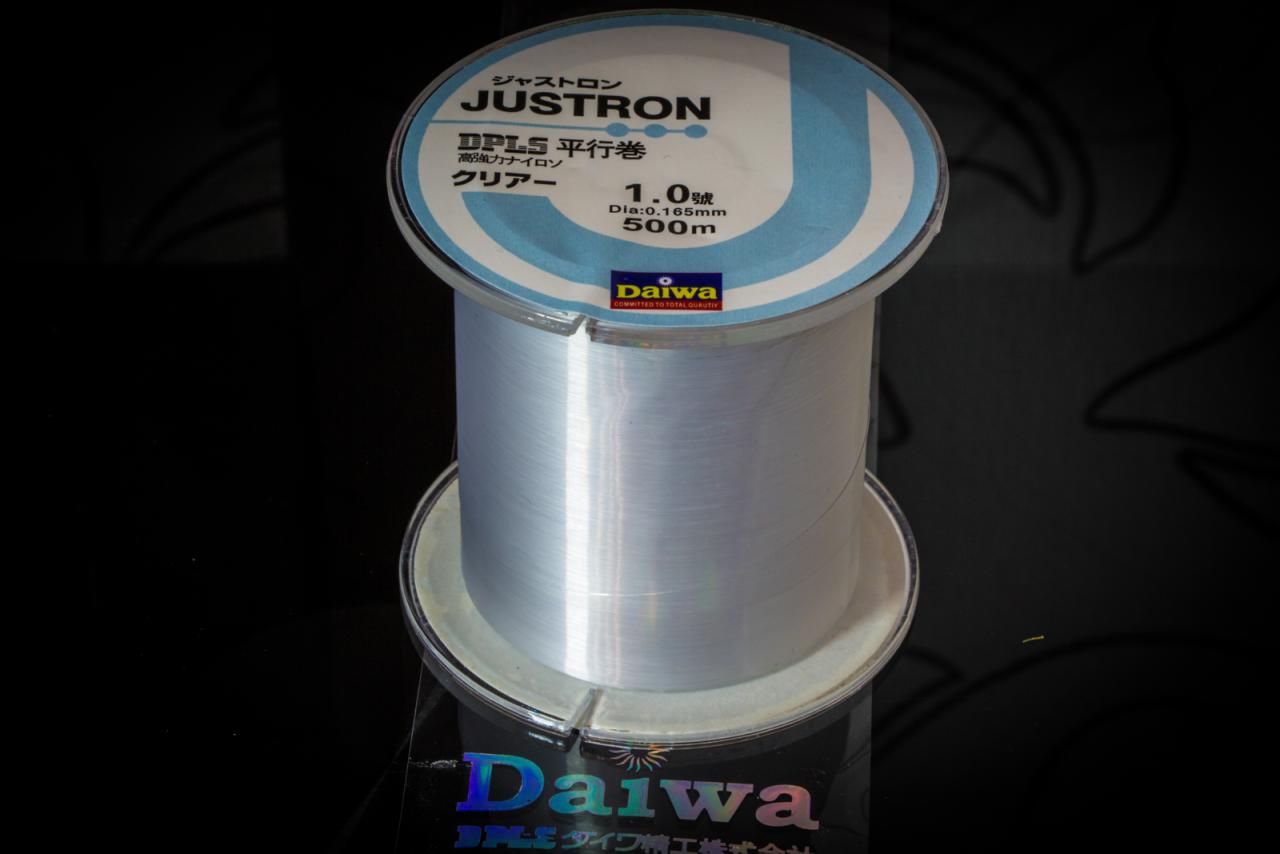 ジャストロン
JUSTRON
DPLS 平行巻
高強力ナイロン
クリアー
1.0號
Dia:0.165mm
500m
Daiwa
COMMITTED TO TOTAL QURUTIY
Daiwa
DPLS ダイワ精工株式会社